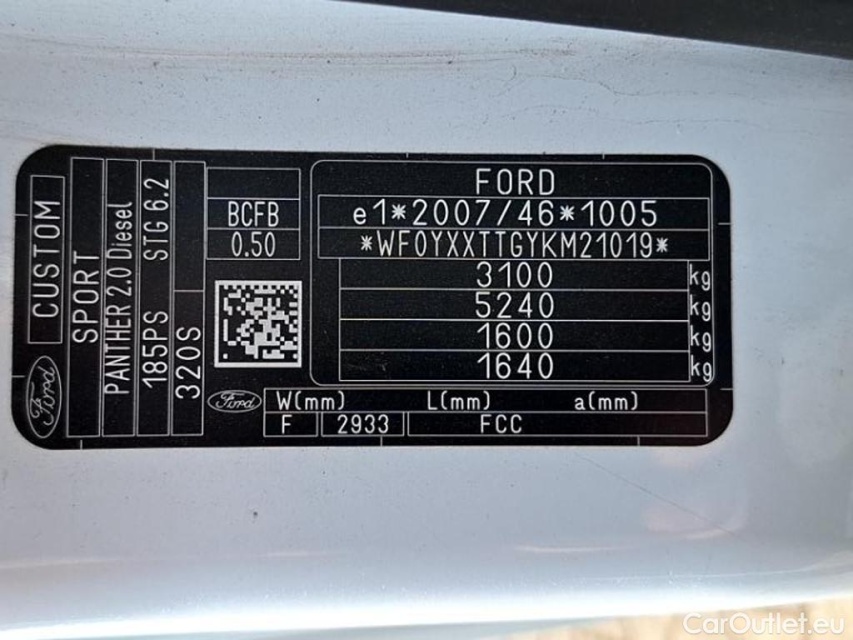 CUSTOM
SPORT
PANTHER 2.0 Diesel
185PS STG 6.2
320S
Ford
BCFB
0.50
Ford
FORD
e1*2007/46*1005
*WF0YXXTTGYKM21019*
3100 kg
5240 kg
1600 kg
1640 kg
W(mm) L(mm) a(mm)
F 2933 FCC
CarOutlet.eu